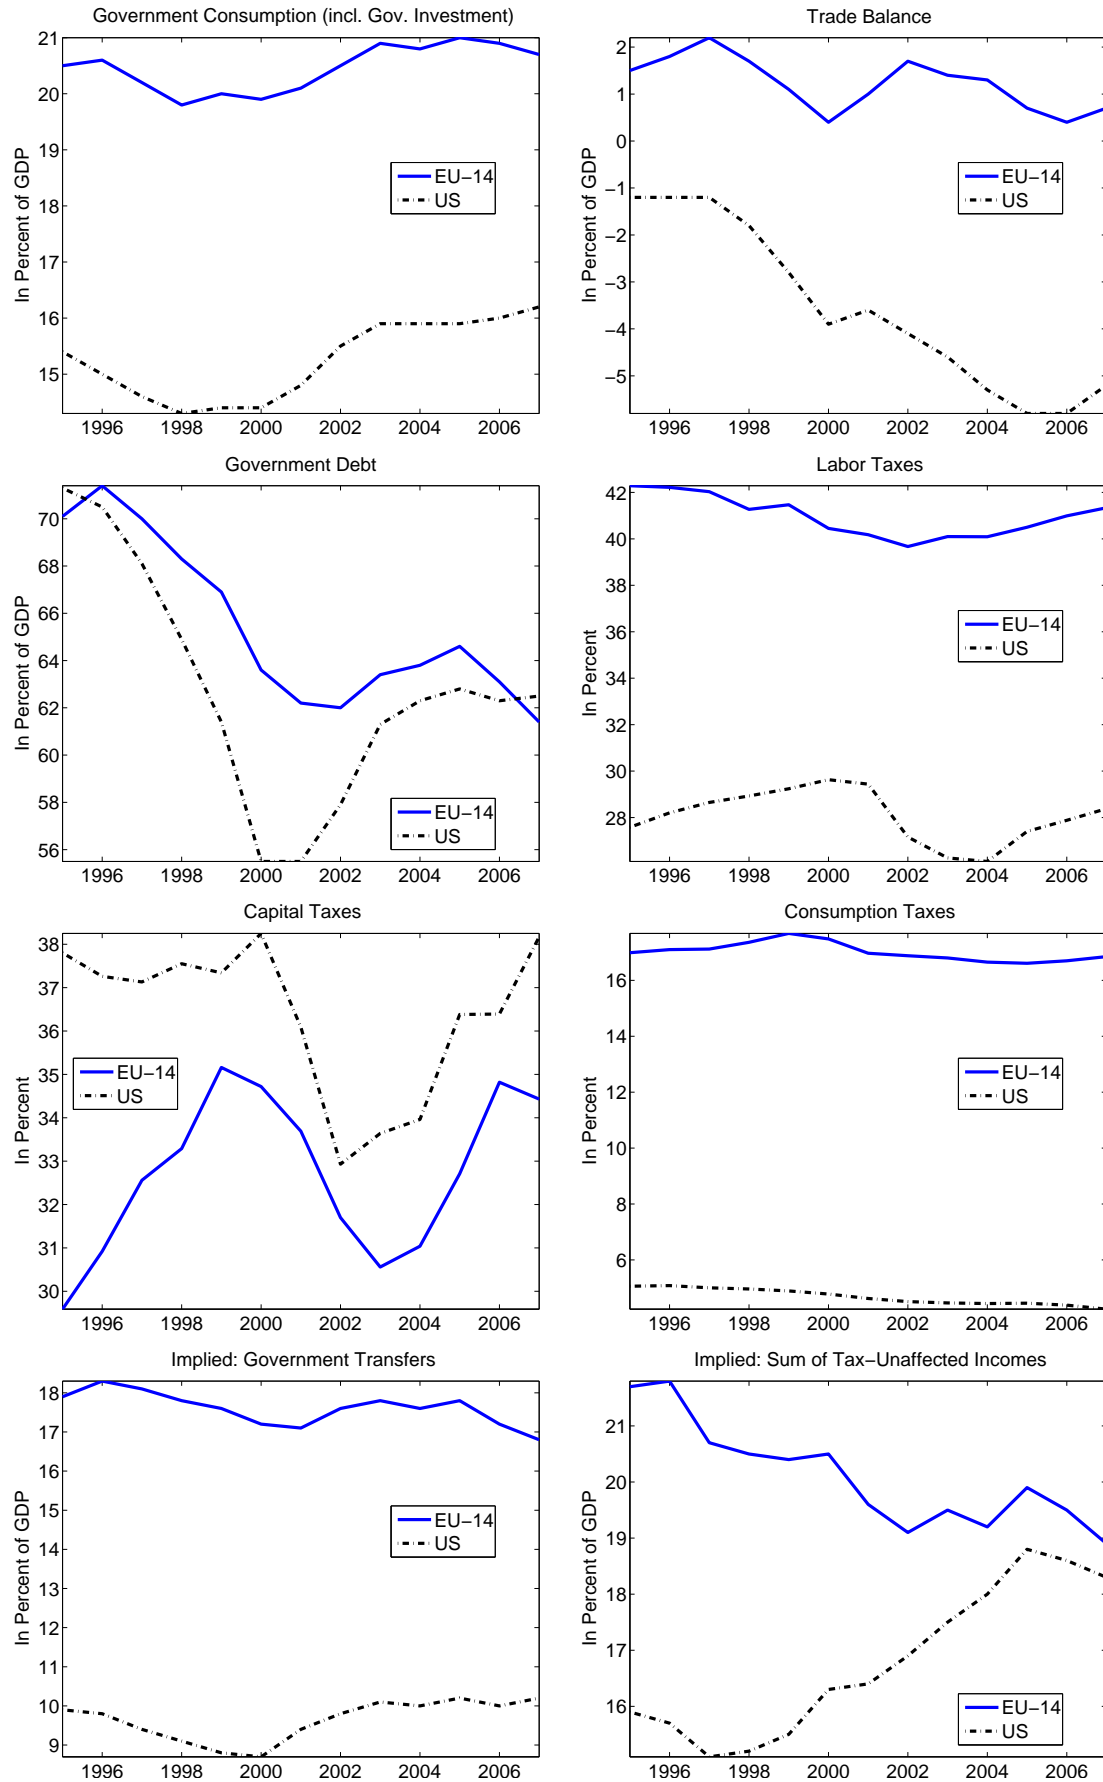 Government Consumption (incl. Gov. Investment)
In Percent of GDP
21
20
19
18
17
16
15
EU−14
US
1996 1998 2000 2002 2004 2006
Trade Balance
In Percent of GDP
2
1
0
−1
−2
−3
−4
−5
EU−14
US
1996 1998 2000 2002 2004 2006
Government Debt
In Percent of GDP
70
68
66
64
62
60
58
56
EU−14
US
1996 1998 2000 2002 2004 2006
Labor Taxes
In Percent
42
40
38
36
34
32
30
28
EU−14
US
1996 1998 2000 2002 2004 2006
Capital Taxes
In Percent
38
37
36
35
34
33
32
31
30
EU−14
US
1996 1998 2000 2002 2004 2006
Consumption Taxes
In Percent
16
14
12
10
8
6
EU−14
US
1996 1998 2000 2002 2004 2006
Implied: Government Transfers
In Percent of GDP
18
17
16
15
14
13
12
11
10
9
EU−14
US
1996 1998 2000 2002 2004 2006
Implied: Sum of Tax−Unaffected Incomes
In Percent of GDP
21
20
19
18
17
16
EU−14
US
1996 1998 2000 2002 2004 2006